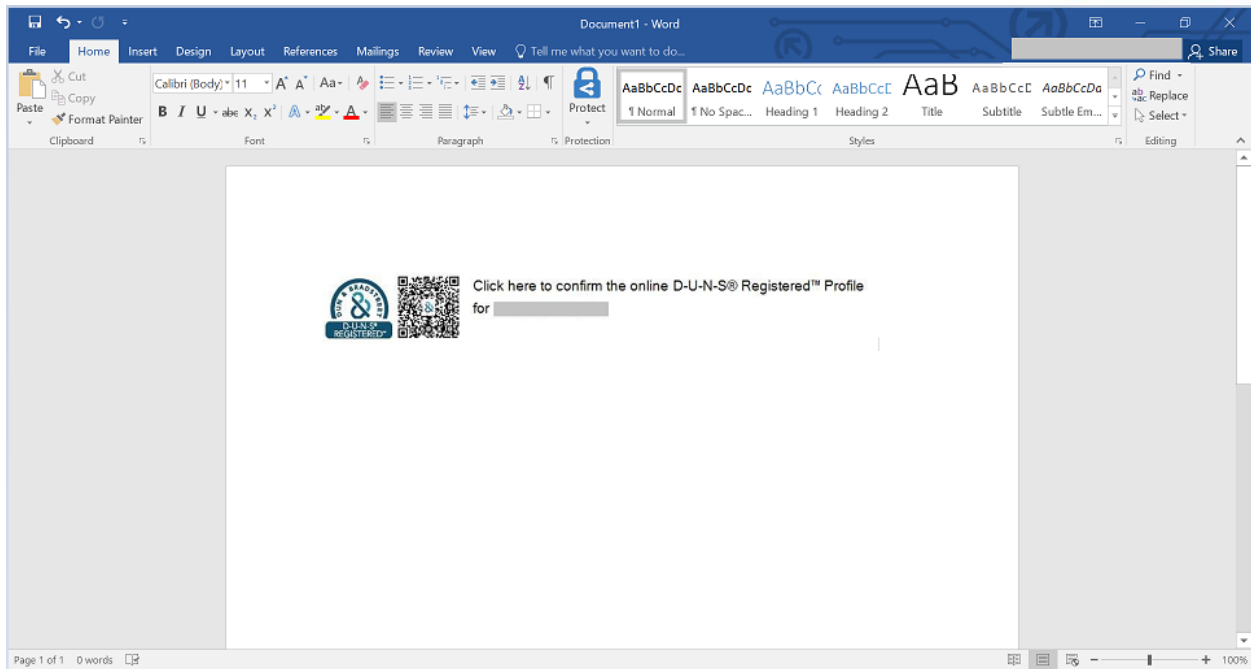 Document1 - Word
File Home Insert Design Layout References Mailings Review View Tell me what you want to do... Share
Paste
Cut
Copy
Format Painter
Clipboard
Calibri (Body) 11
Font
Paragraph
Protect
Protection
AaBbCcDc AaBbCcDc AaBbC( AaBbCcE AaB AaBbCcE AaBbCcDa
¶ Normal ¶ No Spac... Heading 1 Heading 2 Title Subtitle Subtle Em...
Styles
Find
Replace
Select
Editing
DUN & BRADSTREET
&
D-U-N-S®
REGISTERED™
Click here to confirm the online D-U-N-S® Registered™ Profile
for
Page 1 of 1 0 words 100%